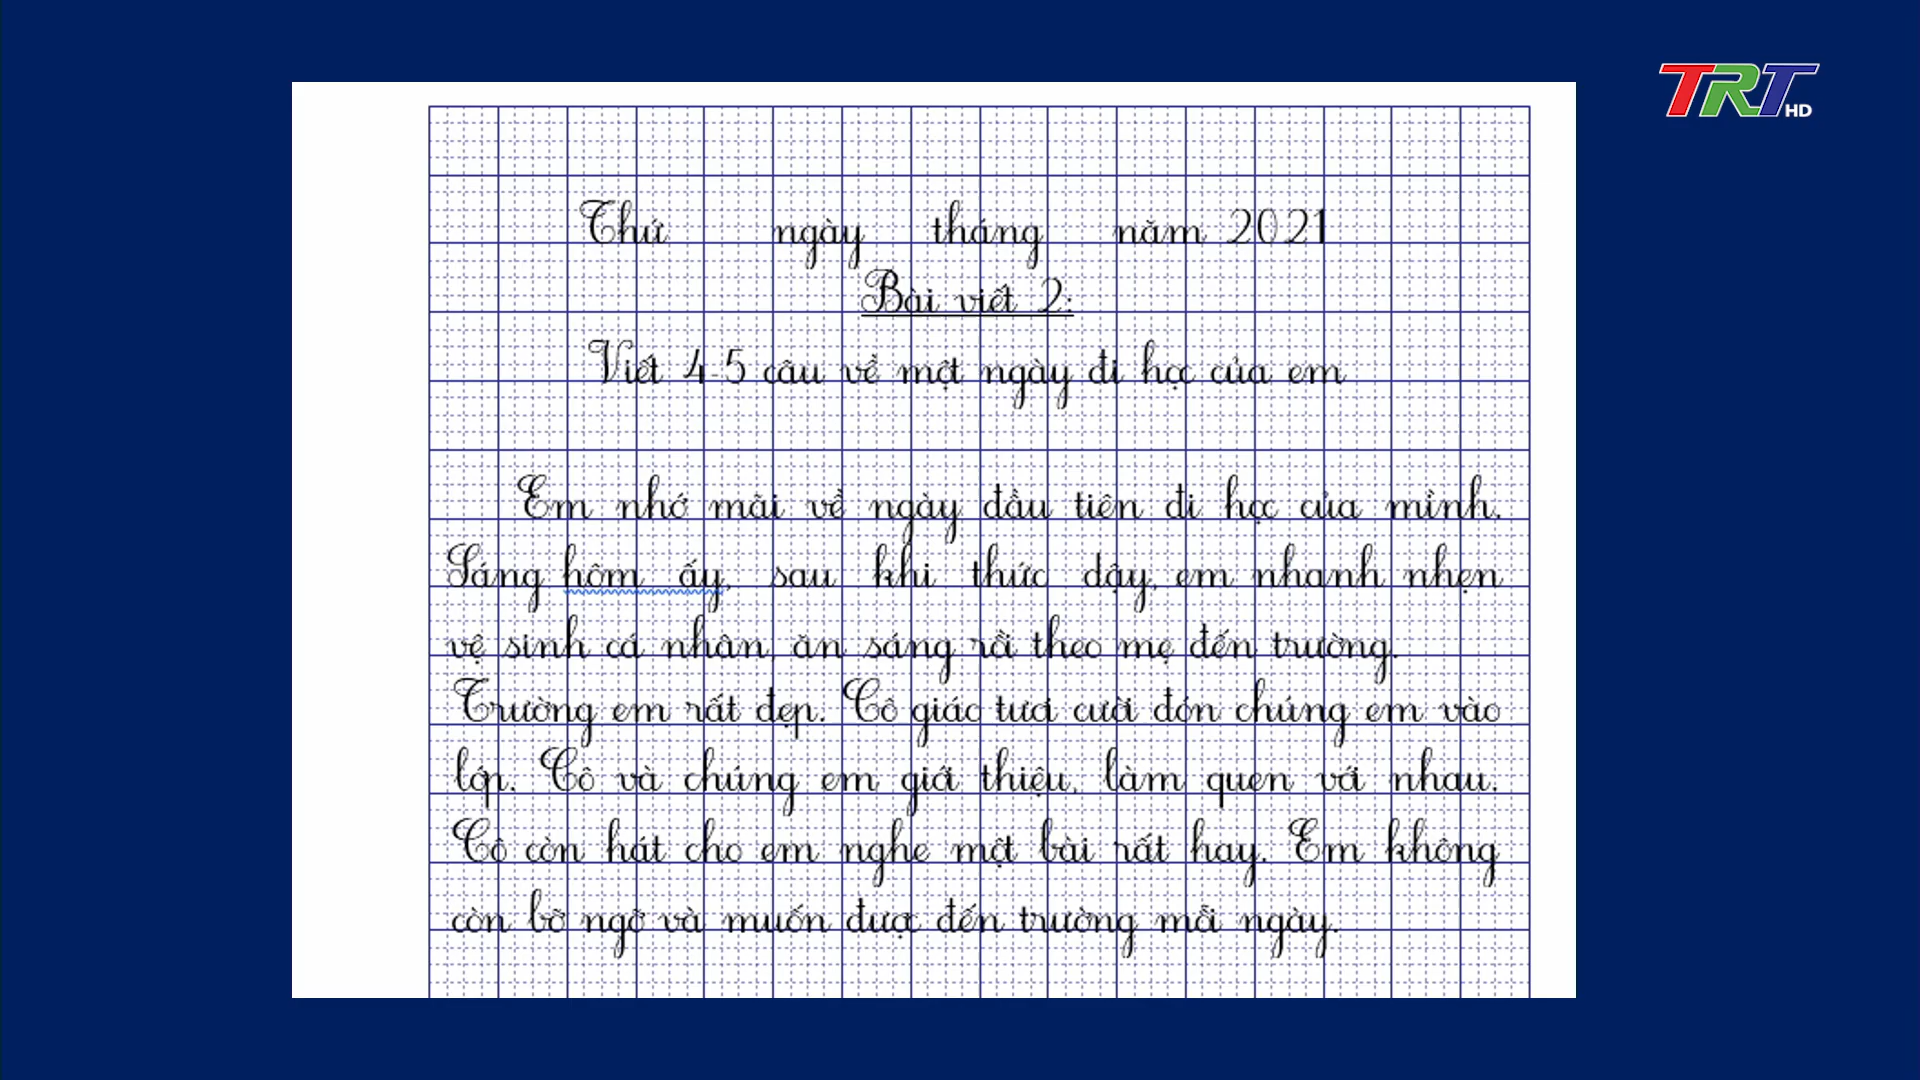 TRT HD
Thứ ngày tháng năm 2021
Bài viết 2:
Viết 4-5 câu về một ngày đi học của em
Em nhớ mãi về ngày đầu tiên đi học của mình.
Sáng hôm ấy, sau khi thức dậy, em nhanh nhẹn
vệ sinh cá nhân, ăn sáng rồi theo mẹ đến trường.
Trường em rất đẹp. Cô giáo tươi cười đón chúng em vào
lớp. Cô và chúng em giới thiệu, làm quen với nhau.
Cô còn hát cho em nghe một bài rất hay. Em không
còn bỡ ngỡ và muốn được đến trường mỗi ngày.